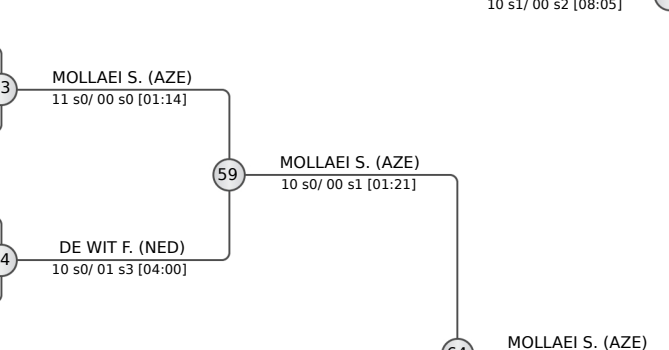 10 s1/ 00 s2 [08:05]
3
MOLLAEI S. (AZE)
11 s0/ 00 s0 [01:14]
59
MOLLAEI S. (AZE)
10 s0/ 00 s1 [01:21]
4
DE WIT F. (NED)
10 s0/ 01 s3 [04:00]
MOLLAEI S. (AZE)